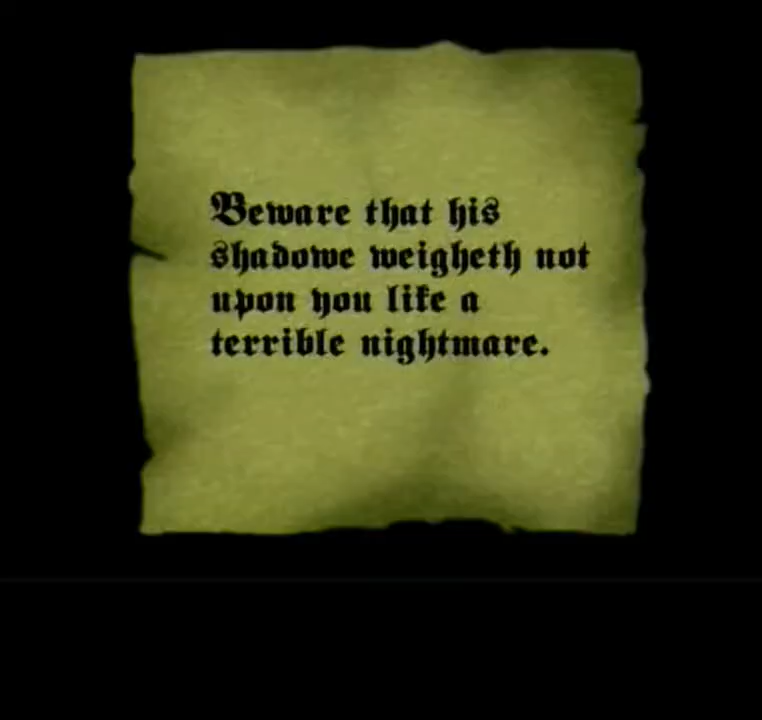 Beware that his
shadowe weigheth not
upon you like a
terrible nightmare.